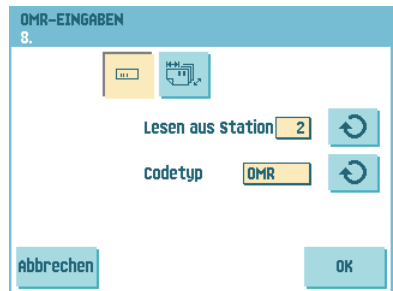 OMR-EINGABEN
8.
Lesen aus Station 2
Codetyp OMR
Abbrechen OK